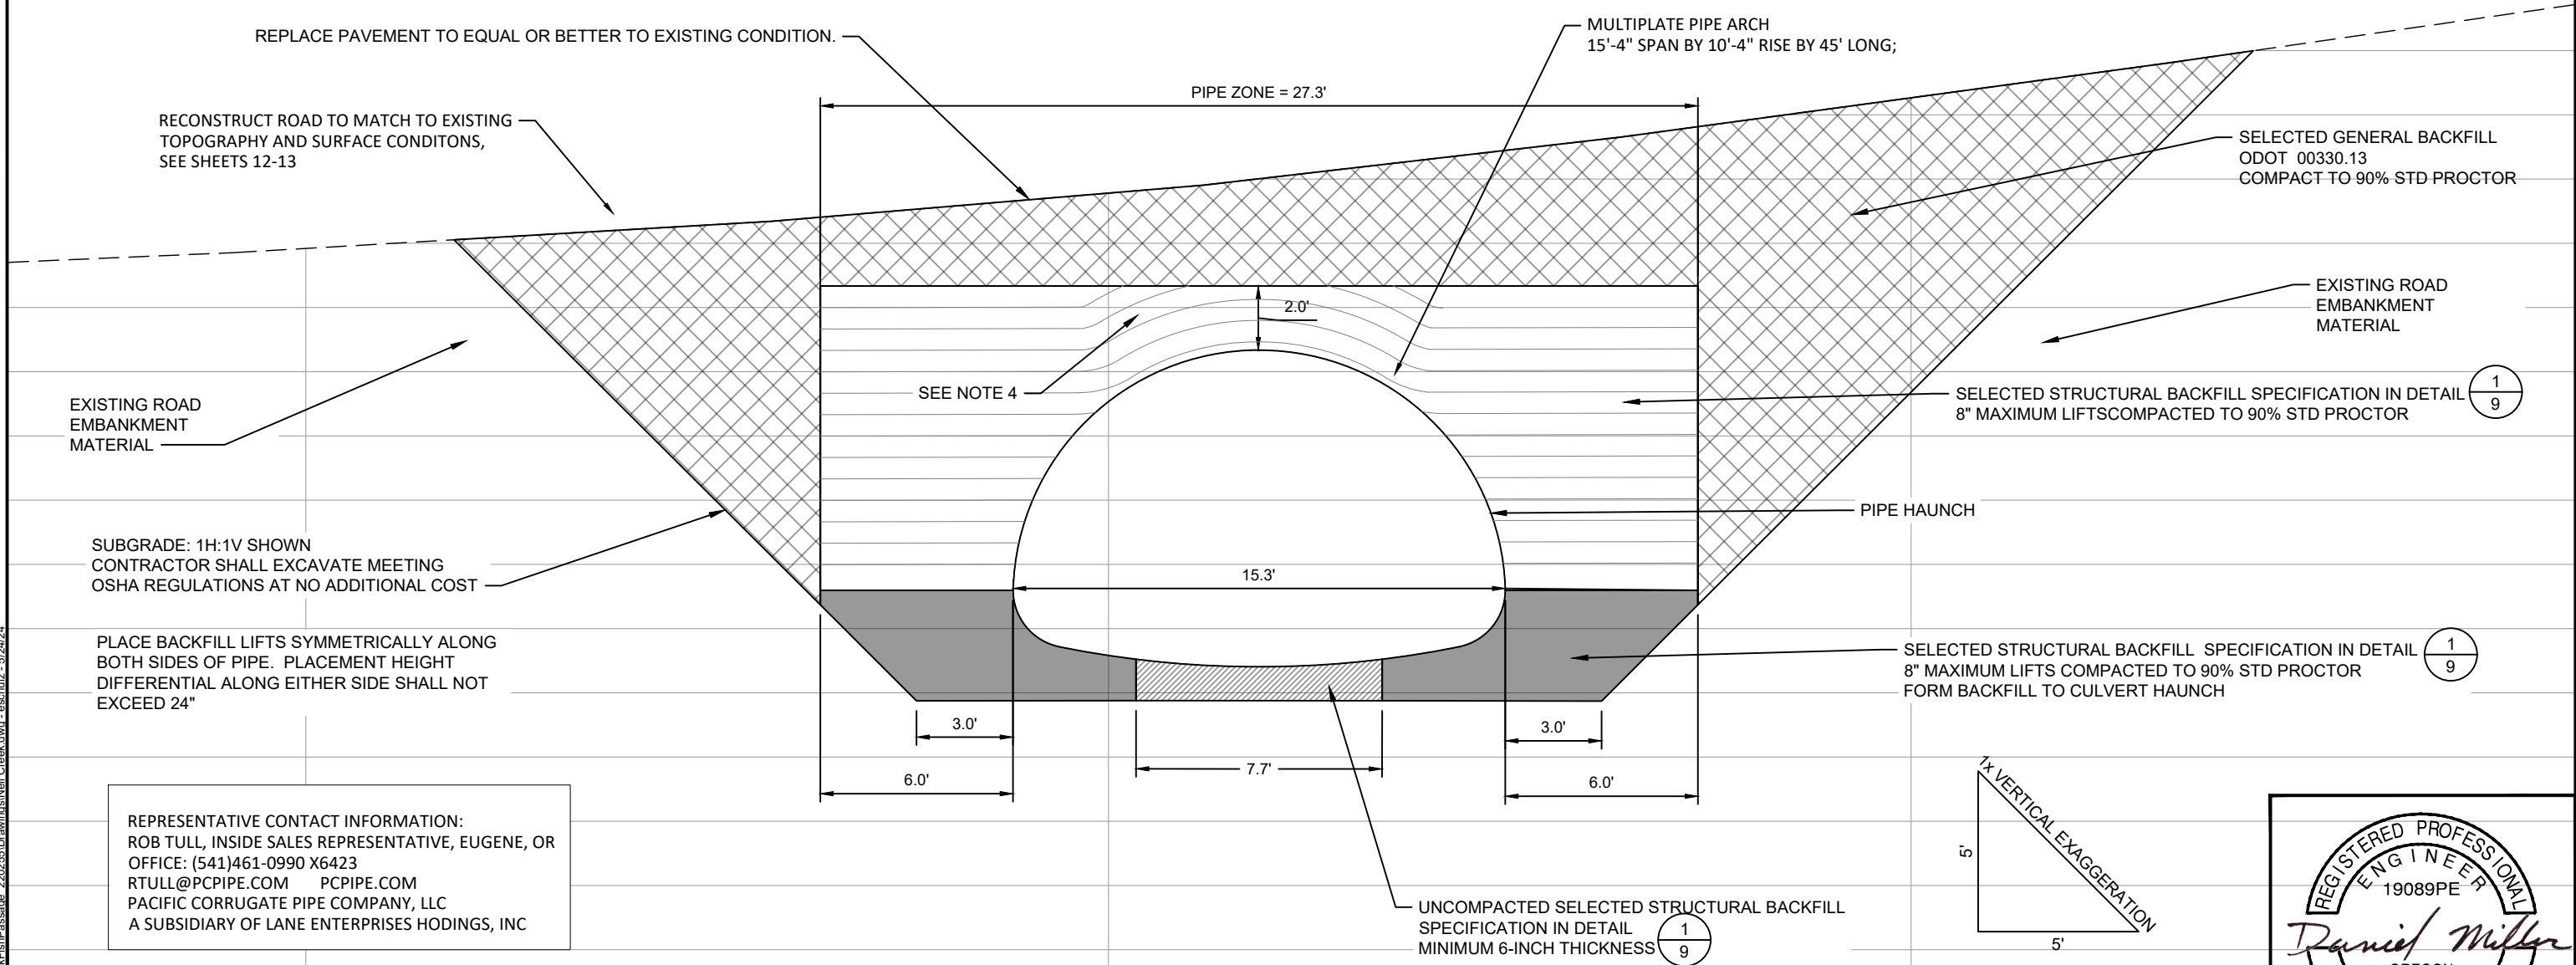 REPLACE PAVEMENT TO EQUAL OR BETTER TO EXISTING CONDITION.
MULTIPLATE PIPE ARCH
15'-4" SPAN BY 10'-4" RISE BY 45' LONG;
PIPE ZONE = 27.3'
RECONSTRUCT ROAD TO MATCH TO EXISTING
TOPOGRAPHY AND SURFACE CONDITONS,
SEE SHEETS 12-13
SELECTED GENERAL BACKFILL
ODOT 00330.13
COMPACT TO 90% STD PROCTOR
2.0'
EXISTING ROAD
EMBANKMENT
MATERIAL
SEE NOTE 4
SELECTED STRUCTURAL BACKFILL SPECIFICATION IN DETAIL
8" MAXIMUM LIFTSCOMPACTED TO 90% STD PROCTOR
1
9
EXISTING ROAD
EMBANKMENT
MATERIAL
PIPE HAUNCH
SUBGRADE: 1H:1V SHOWN
CONTRACTOR SHALL EXCAVATE MEETING
OSHA REGULATIONS AT NO ADDITIONAL COST
15.3'
PLACE BACKFILL LIFTS SYMMETRICALLY ALONG
BOTH SIDES OF PIPE. PLACEMENT HEIGHT
DIFFERENTIAL ALONG EITHER SIDE SHALL NOT
EXCEED 24"
SELECTED STRUCTURAL BACKFILL SPECIFICATION IN DETAIL
8" MAXIMUM LIFTS COMPACTED TO 90% STD PROCTOR
FORM BACKFILL TO CULVERT HAUNCH
1
9
3.0'
3.0'
7.7'
6.0'
6.0'
REPRESENTATIVE CONTACT INFORMATION:
ROB TULL, INSIDE SALES REPRESENTATIVE, EUGENE, OR
OFFICE: (541)461-0990 X6423
RTULL@PCPIPE.COM PCPIPE.COM
PACIFIC CORRUGATE PIPE COMPANY, LLC
A SUBSIDIARY OF LANE ENTERPRISES HODINGS, INC
UNCOMPACTED SELECTED STRUCTURAL BACKFILL
SPECIFICATION IN DETAIL
MINIMUM 6-INCH THICKNESS
1
9
1x VERTICAL EXAGGERATION
5'
5'
REGISTERED PROFESSIONAL
ENGINEER
19089PE
Daniel Miller